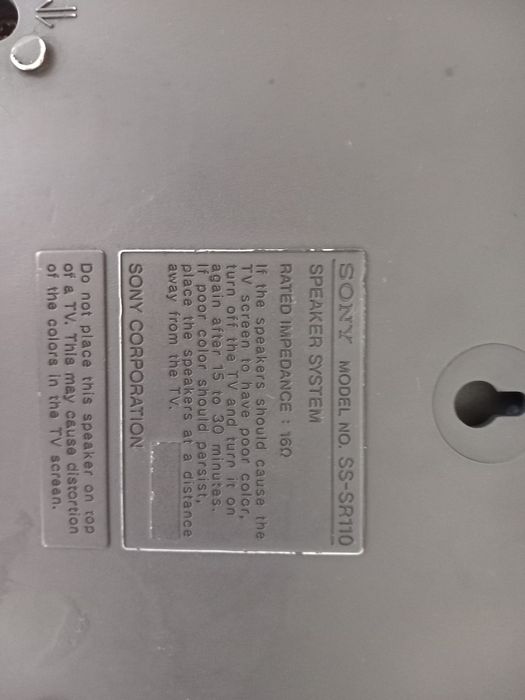 SONY MODEL NO. SS-SR110
SPEAKER SYSTEM
RATED IMPEDANCE : 16Ω
If the speakers should cause the
TV screen to have poor color,
turn off the TV and turn it on
again after 15 to 30 minutes.
If poor color should persist,
place the speakers at a distance
away from the TV.
SONY CORPORATION
Do not place this speaker on top
of a TV. This may cause distortion
of the colors in the TV screen.